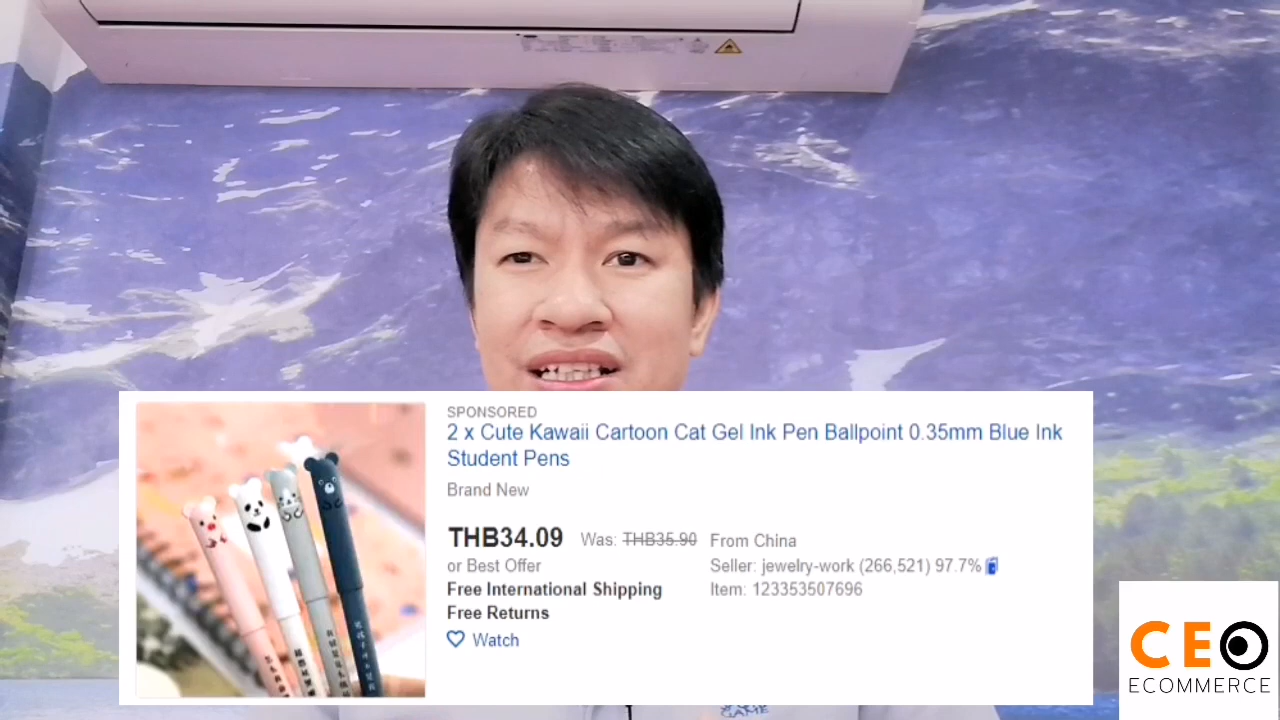 SPONSORED
2 x Cute Kawaii Cartoon Cat Gel Ink Pen Ballpoint 0.35mm Blue Ink
Student Pens
Brand New
THB34.09 Was: THB35.90 From China
or Best Offer Seller: jewelry-work (266,521) 97.7%
Free International Shipping Item: 123353507696
Free Returns
Watch
CEO
ECOMMERCE
GAME